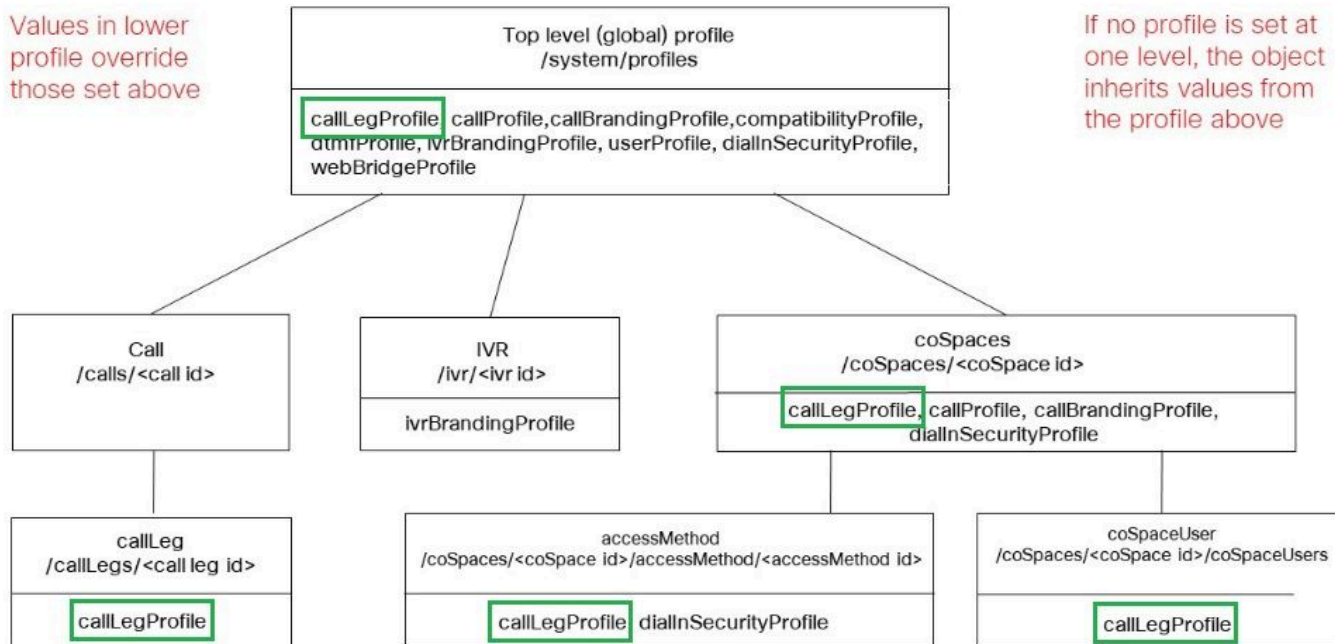 Values in lower
profile override
those set above
Top level (global) profile
/system/profiles
If no profile is set at
one level, the object
inherits values from
the profile above
callLegProfile, callProfile,callBrandingProfile,compatibilityProfile,
dtmfProfile, ivrBrandingProfile, userProfile, dialInSecurityProfile,
webBridgeProfile
Call
/calls/<call id>
IVR
/ivr/<ivr id>
ivrBrandingProfile
coSpaces
/coSpaces/<coSpace id>
callLegProfile, callProfile, callBrandingProfile,
dialInSecurityProfile
callLeg
/callLegs/<call leg id>
callLegProfile
accessMethod
/coSpaces/<coSpace id>/accessMethod/<accessMethod id>
callLegProfile dialInSecurityProfile
coSpaceUser
/coSpaces/<coSpace id>/coSpaceUsers
callLegProfile